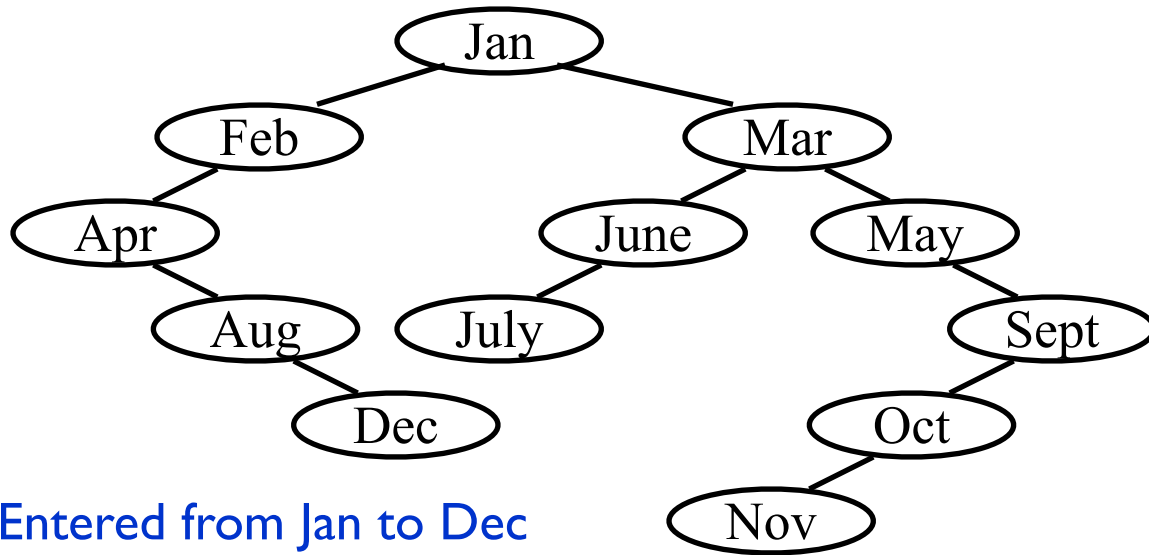 Jan
Feb Mar
Apr June May
Aug July Sept
Dec Oct
Entered from Jan to Dec Nov